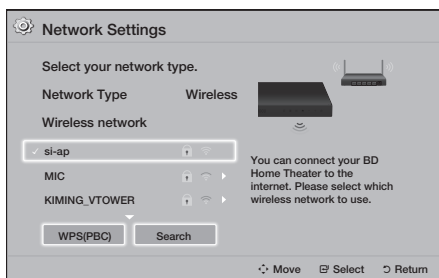 Network Settings
Select your network type.
Network Type Wireless
Wireless network
si-ap
MIC
KIMING_VTOWER
WPS(PBC) Search
You can connect your BD
Home Theater to the
internet. Please select which
wireless network to use.
Move Select Return